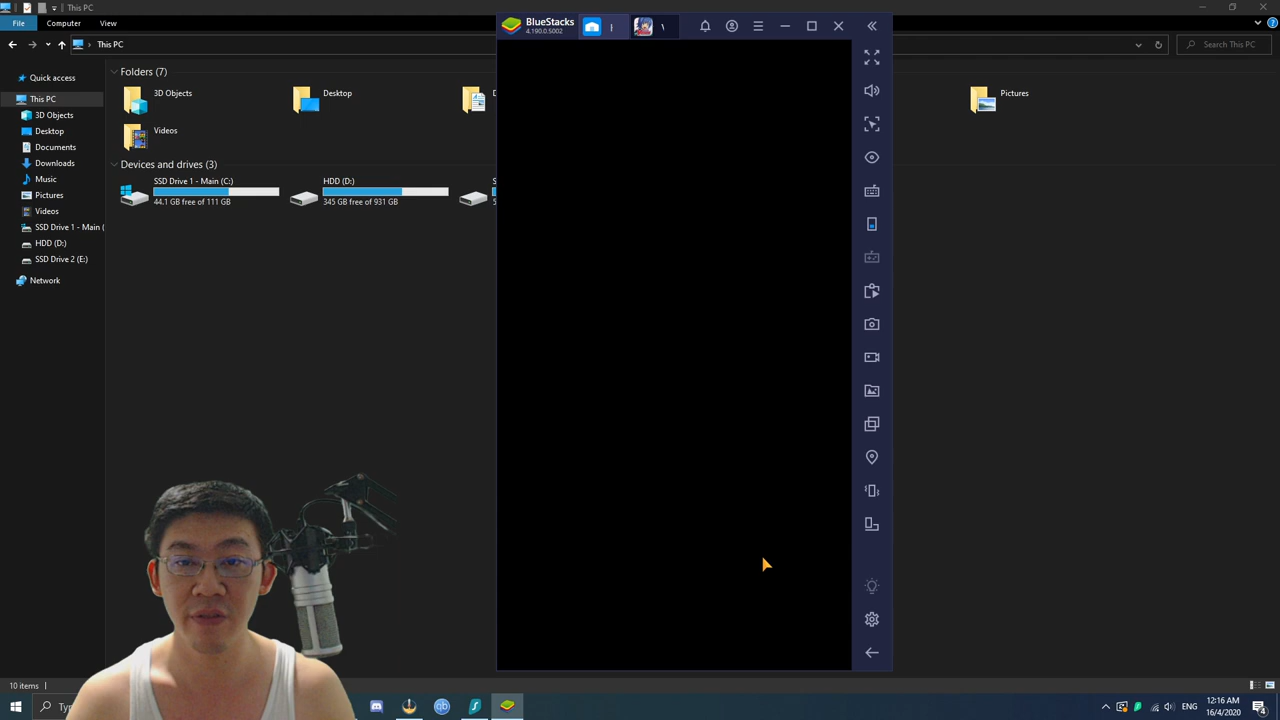 This PC
BlueStacks
4.190.0.5002
File
Computer
View
This PC
Search This PC
Quick access
This PC
3D Objects
Desktop
Documents
Downloads
Music
Pictures
Videos
SSD Drive 1 - Main (
HDD (D:)
SSD Drive 2 (E:)
Network
Folders (7)
3D Objects
Desktop
Pictures
Videos
Devices and drives (3)
SSD Drive 1 - Main (C:)
44.1 GB free of 111 GB
HDD (D:)
345 GB free of 931 GB
10 items
ENG
12:16 AM
16/4/2020
4